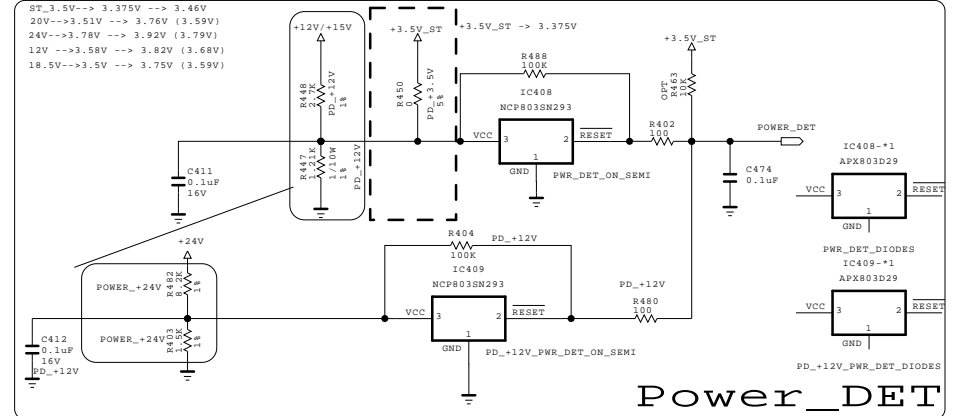 ST_3.5V--> 3.375V --> 3.46V
20V-->3.51V --> 3.76V (3.59V)
24V-->3.78V --> 3.92V (3.79V)
12V -->3.58V --> 3.82V (3.68V)
18.5V-->3.5V --> 3.75V (3.59V)
+12V/+15V
R448
2.7K
PD_+12V
1%
R447
1.21K
1/10W
1%
PD_+12V
+3.5V_ST
R450
0
PD_+3.5V
5%
+3.5V_ST -> 3.375V
R488
100K
IC408
NCP803SN293
VCC
3
2
RESET
1
GND
PWR_DET_ON_SEMI
+3.5V_ST
OPT
R463
10K
R402
100
POWER_DET
C474
0.1uF
C411
0.1uF
16V
IC408-*1
APX803D29
VCC
3
2
RESET
1
GND
PWR_DET_DIODES
+24V
R482
8.2K
1%
POWER_+24V
R403
1.5K
1%
POWER_+24V
C412
0.1uF
16V
PD_+12V
R404
100K
PD_+12V
IC409
NCP803SN293
VCC
3
2
RESET
1
GND
PD_+12V_PWR_DET_ON_SEMI
PD_+12V
R480
100
IC409-*1
APX803D29
VCC
3
2
RESET
1
GND
PD_+12V_PWR_DET_DIODES
Power_DET